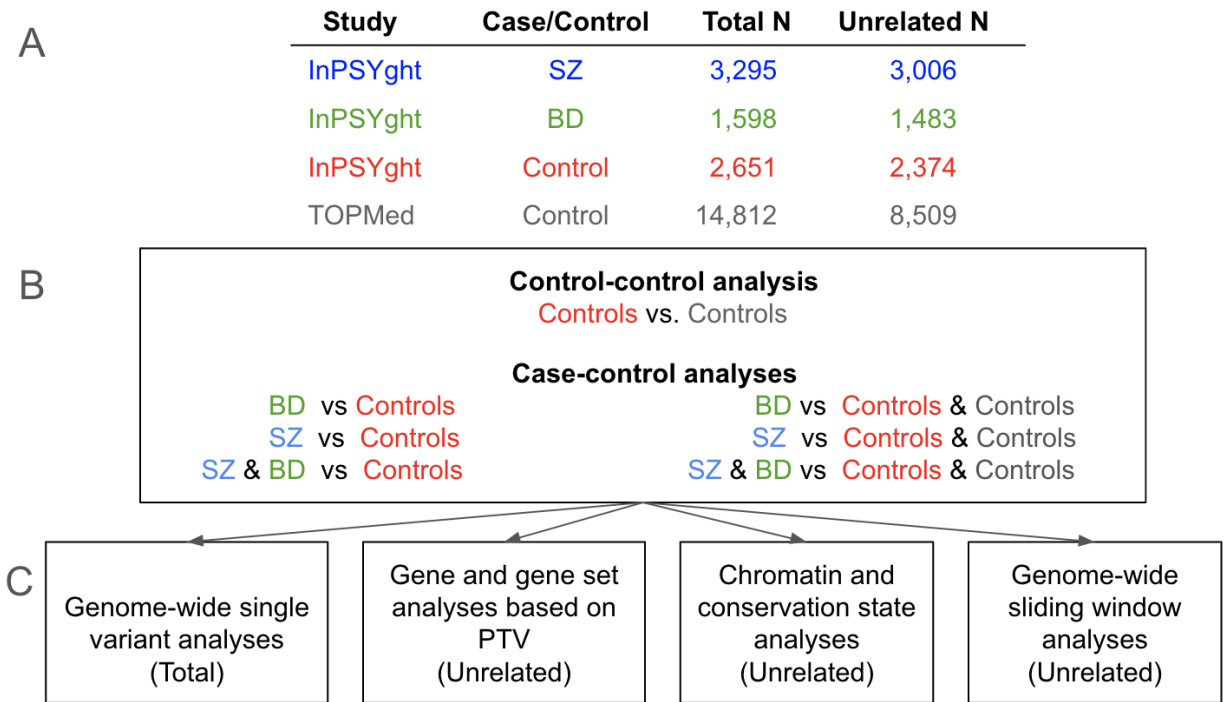 A
Study Case/Control Total N Unrelated N
InPSYght SZ 3,295 3,006
InPSYght BD 1,598 1,483
InPSYght Control 2,651 2,374
TOPMed Control 14,812 8,509
B
Control-control analysis
Controls vs. Controls
Case-control analyses
BD vs Controls
SZ vs Controls
SZ & BD vs Controls
BD vs Controls & Controls
SZ vs Controls & Controls
SZ & BD vs Controls & Controls
C
Genome-wide single
variant analyses
(Total)
Gene and gene set
analyses based on
PTV
(Unrelated)
Chromatin and
conservation state
analyses
(Unrelated)
Genome-wide
sliding window
analyses
(Unrelated)